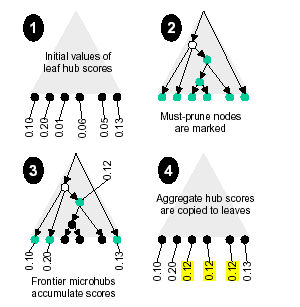 1
Initial values of
leaf hub scores
0.10
0.20
0.01
0.06
0.05
0.13
2
Must-prune nodes
are marked
3
0.12
0.10
0.20
0.13
Frontier microhubs
accumulate scores
4
Aggregate hub scores
are copied to leaves
0.10
0.20
0.12
0.12
0.12
0.13